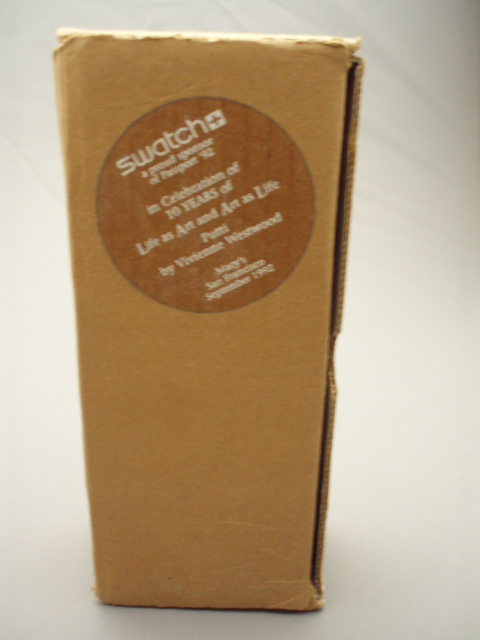 swatch+
a proud sponsor
of Passport '92
in Celebration of
10 YEARS of
Life as Art and Art as Life
Putti
by Vivienne Westwood
Macy's
San Francisco
September 1992